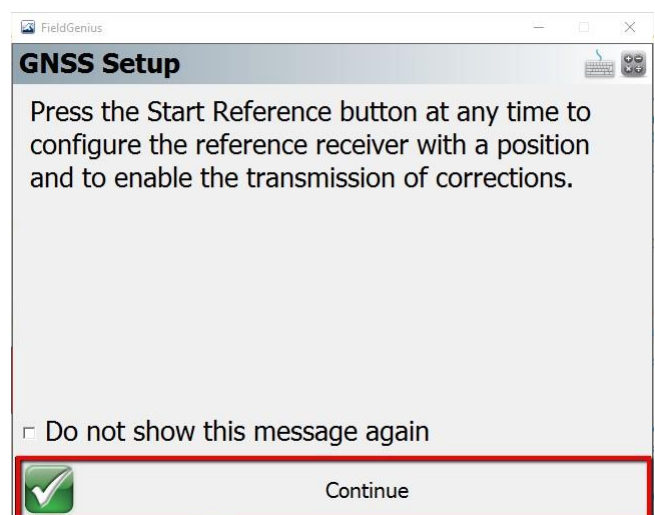 FieldGenius
GNSS Setup
Press the Start Reference button at any time to
configure the reference receiver with a position
and to enable the transmission of corrections.
Do not show this message again
Continue